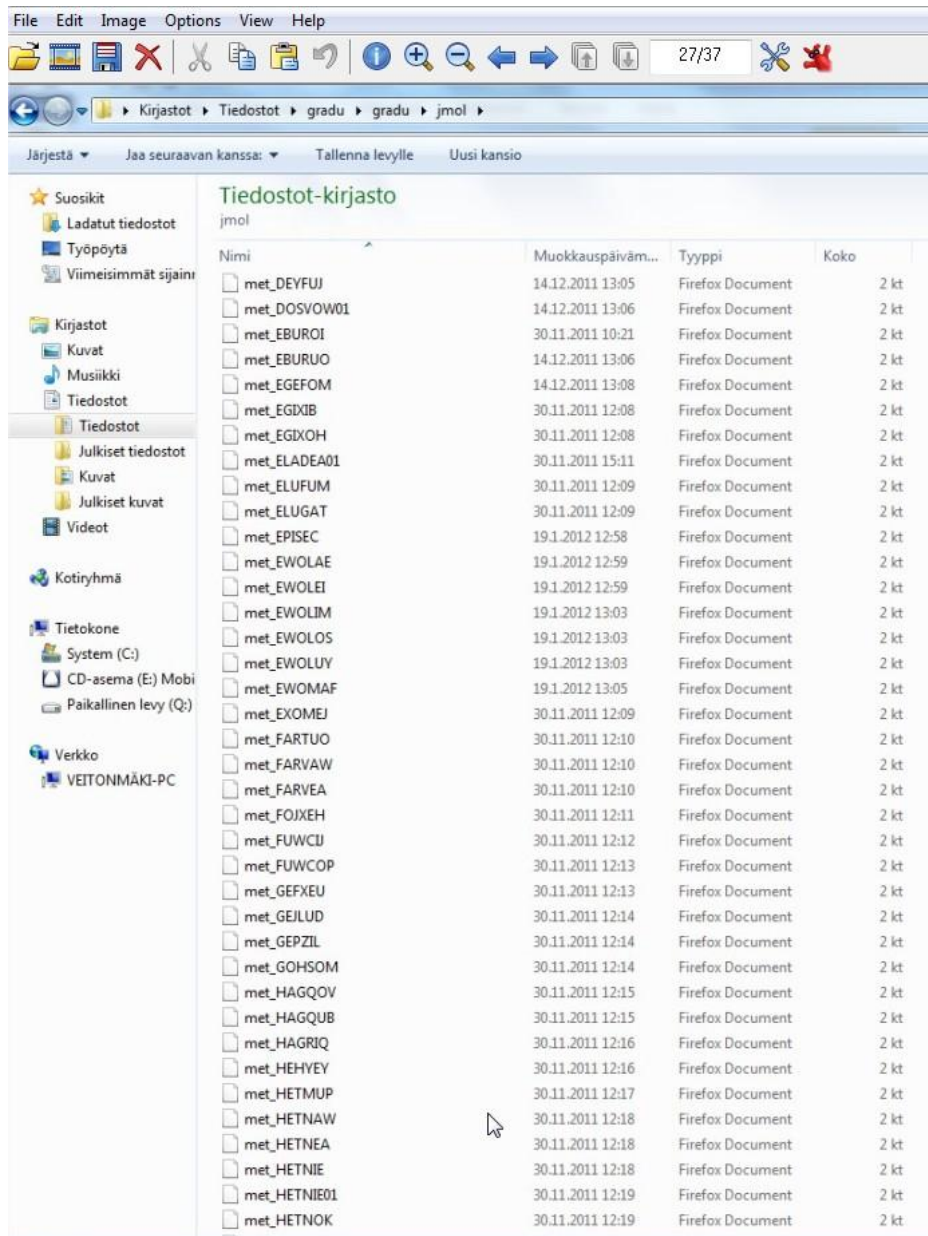 File Edit Image Options View Help
27/37
Kirjastot Tiedostot gradu gradu jmol
Järjestä Jaa seuraavan kanssa: Tallenna levylle Uusi kansio
Suosikit
Ladatut tiedostot
Työpöytä
Viimeisimmät sijainn
Kirjastot
Kuvat
Musiikki
Tiedostot
Tiedostot
Julkiset tiedostot
Kuvat
Julkiset kuvat
Videot
Kotiryhmä
Tietokone
System (C:)
CD-asema (E:) Mobi
Paikallinen levy (Q:)
Verkko
VEITONMÄKI-PC
Tiedostot-kirjasto
jmol
Nimi Muokkauspäiväm... Tyyppi Koko
met_DEYFUJ 14.12.2011 13:05 Firefox Document 2 kt
met_DOSVOW01 14.12.2011 13:06 Firefox Document 2 kt
met_EBUROI 30.11.2011 10:21 Firefox Document 2 kt
met_EBURUO 14.12.2011 13:06 Firefox Document 2 kt
met_EGEFOM 14.12.2011 13:08 Firefox Document 2 kt
met_EGIXIB 30.11.2011 12:08 Firefox Document 2 kt
met_EGIXOH 30.11.2011 12:08 Firefox Document 2 kt
met_ELADEA01 30.11.2011 15:11 Firefox Document 2 kt
met_ELUFUM 30.11.2011 12:09 Firefox Document 2 kt
met_ELUGAT 30.11.2011 12:09 Firefox Document 2 kt
met_EPISEC 19.1.2012 12:58 Firefox Document 2 kt
met_EWOLAE 19.1.2012 12:59 Firefox Document 2 kt
met_EWOLEI 19.1.2012 12:59 Firefox Document 2 kt
met_EWOLIM 19.1.2012 13:03 Firefox Document 2 kt
met_EWOLOS 19.1.2012 13:03 Firefox Document 2 kt
met_EWOLUY 19.1.2012 13:03 Firefox Document 2 kt
met_EWOMAF 19.1.2012 13:05 Firefox Document 2 kt
met_EXOMEJ 30.11.2011 12:09 Firefox Document 2 kt
met_FARTUO 30.11.2011 12:10 Firefox Document 2 kt
met_FARVAW 30.11.2011 12:10 Firefox Document 2 kt
met_FARVEA 30.11.2011 12:10 Firefox Document 2 kt
met_FOJXEH 30.11.2011 12:11 Firefox Document 2 kt
met_FUWCIJ 30.11.2011 12:12 Firefox Document 2 kt
met_FUWCOP 30.11.2011 12:13 Firefox Document 2 kt
met_GEFXEU 30.11.2011 12:13 Firefox Document 2 kt
met_GEJLUD 30.11.2011 12:14 Firefox Document 2 kt
met_GEPZIL 30.11.2011 12:14 Firefox Document 2 kt
met_GOHSOM 30.11.2011 12:14 Firefox Document 2 kt
met_HAGQOV 30.11.2011 12:15 Firefox Document 2 kt
met_HAGQUB 30.11.2011 12:15 Firefox Document 2 kt
met_HAGRIQ 30.11.2011 12:16 Firefox Document 2 kt
met_HEHYEY 30.11.2011 12:16 Firefox Document 2 kt
met_HETMUP 30.11.2011 12:17 Firefox Document 2 kt
met_HETNAW 30.11.2011 12:18 Firefox Document 2 kt
met_HETNEA 30.11.2011 12:18 Firefox Document 2 kt
met_HETNIE 30.11.2011 12:18 Firefox Document 2 kt
met_HETNIE01 30.11.2011 12:19 Firefox Document 2 kt
met_HETNOK 30.11.2011 12:19 Firefox Document 2 kt